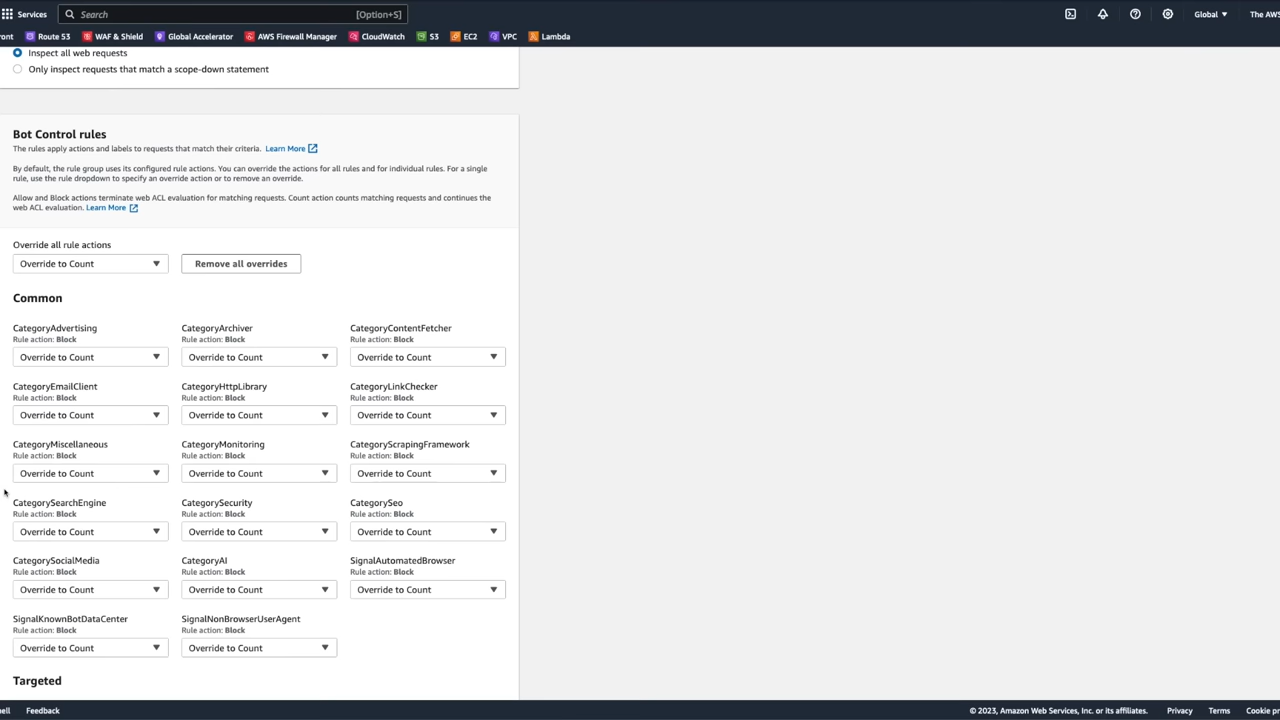 Services
Search
[Option+S]
Global
The AWS
ront
Route 53
WAF & Shield
Global Accelerator
AWS Firewall Manager
CloudWatch
S3
EC2
VPC
Lambda
Inspect all web requests
Only inspect requests that match a scope-down statement
Bot Control rules
The rules apply actions and labels to requests that match their criteria. Learn More
By default, the rule group uses its configured rule actions. You can override the actions for all rules and for individual rules. For a single
rule, use the rule dropdown to specify an override action or to remove an override.
Allow and Block actions terminate web ACL evaluation for matching requests. Count action counts matching requests and continues the
web ACL evaluation. Learn More
Override all rule actions
Override to Count
Remove all overrides
Common
CategoryAdvertising
Rule action: Block
Override to Count
CategoryArchiver
Rule action: Block
Override to Count
CategoryContentFetcher
Rule action: Block
Override to Count
CategoryEmailClient
Rule action: Block
Override to Count
CategoryHttpLibrary
Rule action: Block
Override to Count
CategoryLinkChecker
Rule action: Block
Override to Count
CategoryMiscellaneous
Rule action: Block
Override to Count
CategoryMonitoring
Rule action: Block
Override to Count
CategoryScrapingFramework
Rule action: Block
Override to Count
CategorySearchEngine
Rule action: Block
Override to Count
CategorySecurity
Rule action: Block
Override to Count
CategorySeo
Rule action: Block
Override to Count
CategorySocialMedia
Rule action: Block
Override to Count
CategoryAI
Rule action: Block
Override to Count
SignalAutomatedBrowser
Rule action: Block
Override to Count
SignalKnownBotDataCenter
Rule action: Block
Override to Count
SignalNonBrowserUserAgent
Rule action: Block
Override to Count
Targeted
ell
Feedback
© 2023, Amazon Web Services, Inc. or its affiliates.
Privacy
Terms
Cookie pr